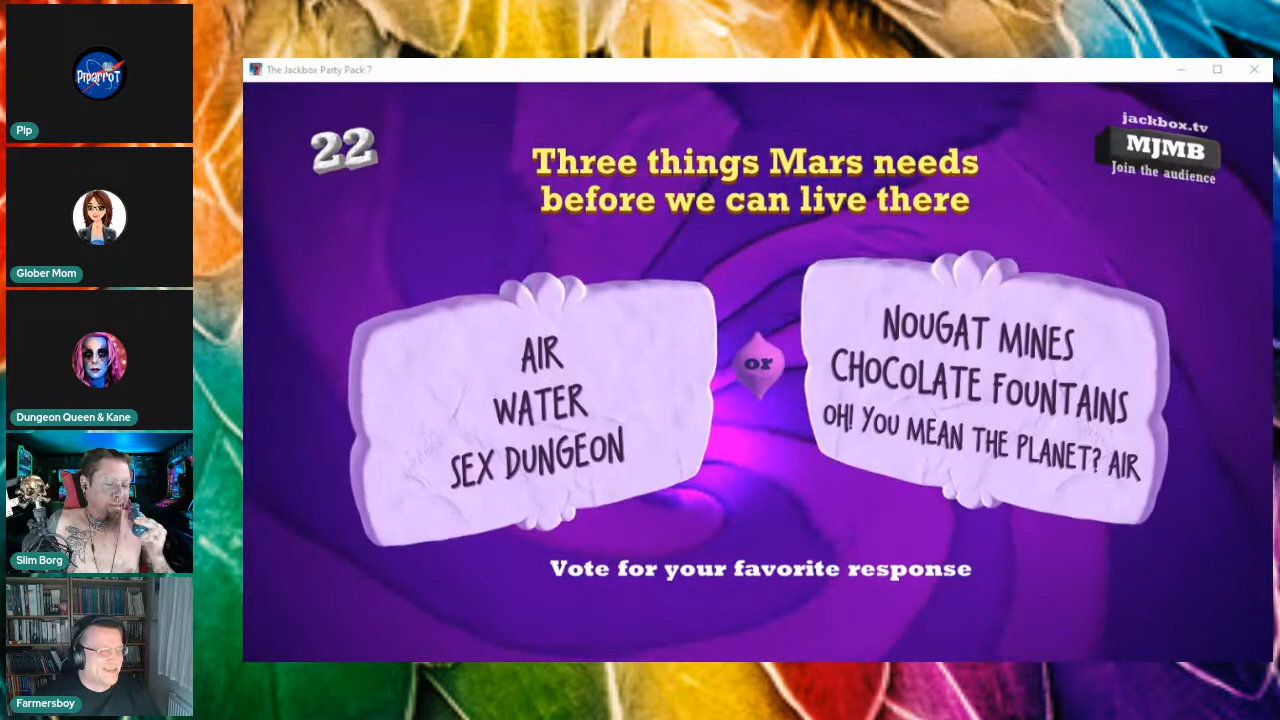 PiparroT
Pip
Glober Mom
Dungeon Queen & Kane
Slim Borg
Farmersboy
The Jackbox Party Pack 7
22
Three things Mars needs
before we can live there
jackbox.tv
MJMB
Join the audience
AIR
WATER
SEX DUNGEON
or
NOUGAT MINES
CHOCOLATE FOUNTAINS
OH! YOU MEAN THE PLANET? AIR
Vote for your favorite response